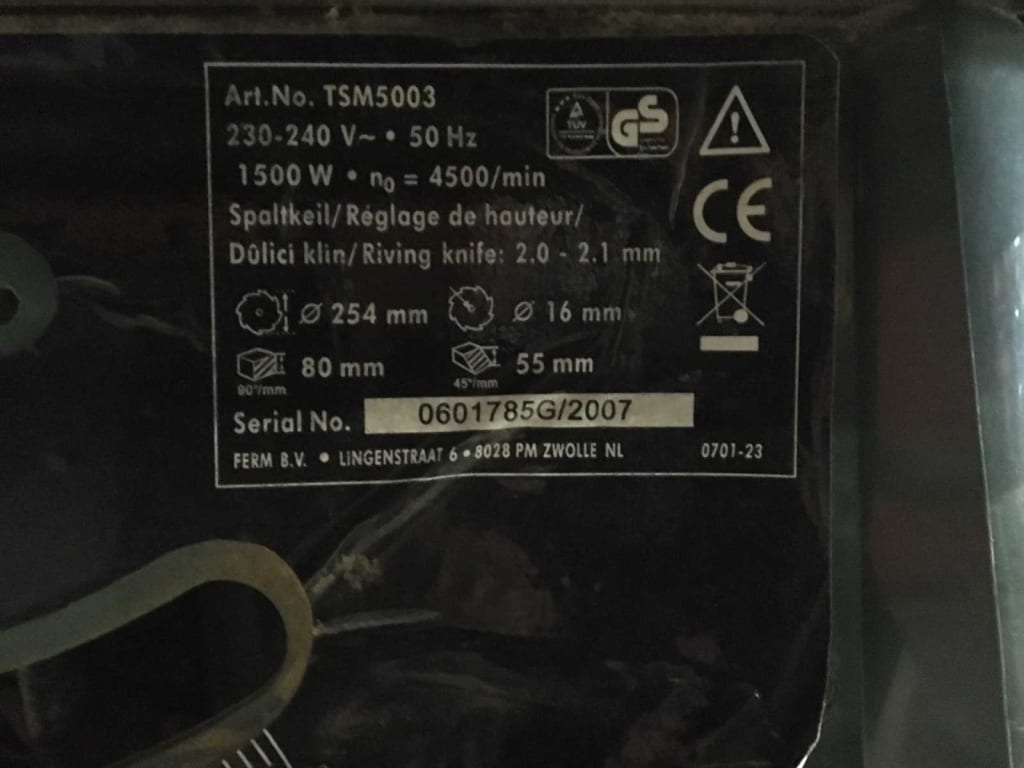 Art.No. TSM5003
230-240 V~ • 50 Hz
1500 W • n0 = 4500/min
Spaltkeil/Réglage de hauteur/
Dûlici klin/Riving knife: 2.0 - 2.1 mm
Ø 254 mm Ø 16 mm
80 mm 55 mm
90°/mm 45°/mm
Serial No. 0601785G/2007
FERM B.V. • LINGENSTRAAT 6 • 8028 PM ZWOLLE NL 0701-23
TÜV GS
CE